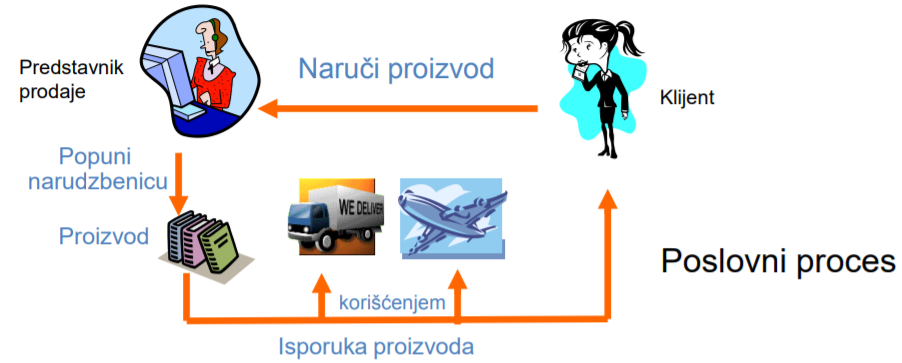 Predstavnik
prodaje
Naruči proizvod
Klijent
Popuni
narudzbenicu
WE DELIVER
Proizvod
Poslovni proces
korišćenjem
Isporuka proizvoda